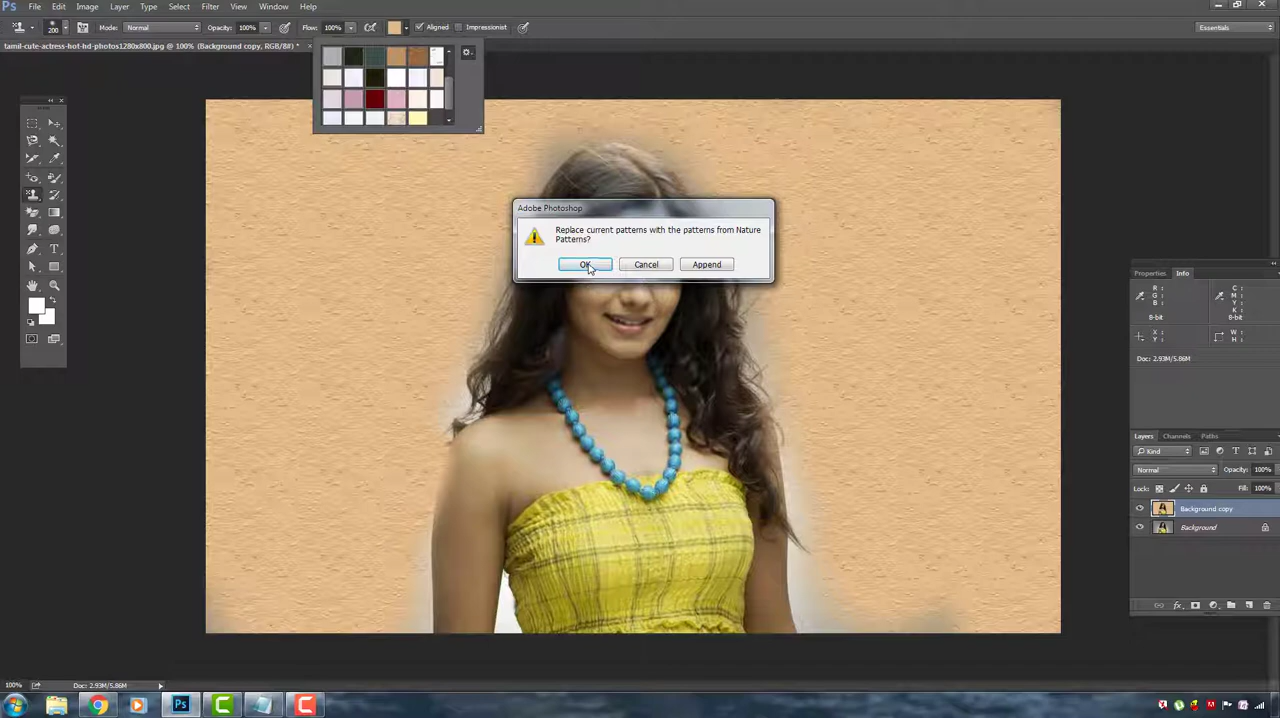 Ps File Edit Image Layer Type Select Filter View Window Help
200 Mode: Normal Opacity: 100% Flow: 100% Aligned Impressionist Essentials
tamil-cute-actress-hot-hd-photos1280x800.jpg @ 100% (Background copy, RGB/8#) *
Adobe Photoshop
Replace current patterns with the patterns from Nature
Patterns?
OK Cancel Append
Properties Info
R: C:
G: M:
B: Y:
K:
8-bit 8-bit
X: W:
Y: H:
Doc: 2.93M/5.86M
Layers Channels Paths
Kind
Normal Opacity: 100%
Lock: Fill: 100%
Background copy
Background
100% Doc: 2.93M/5.86M
Ps